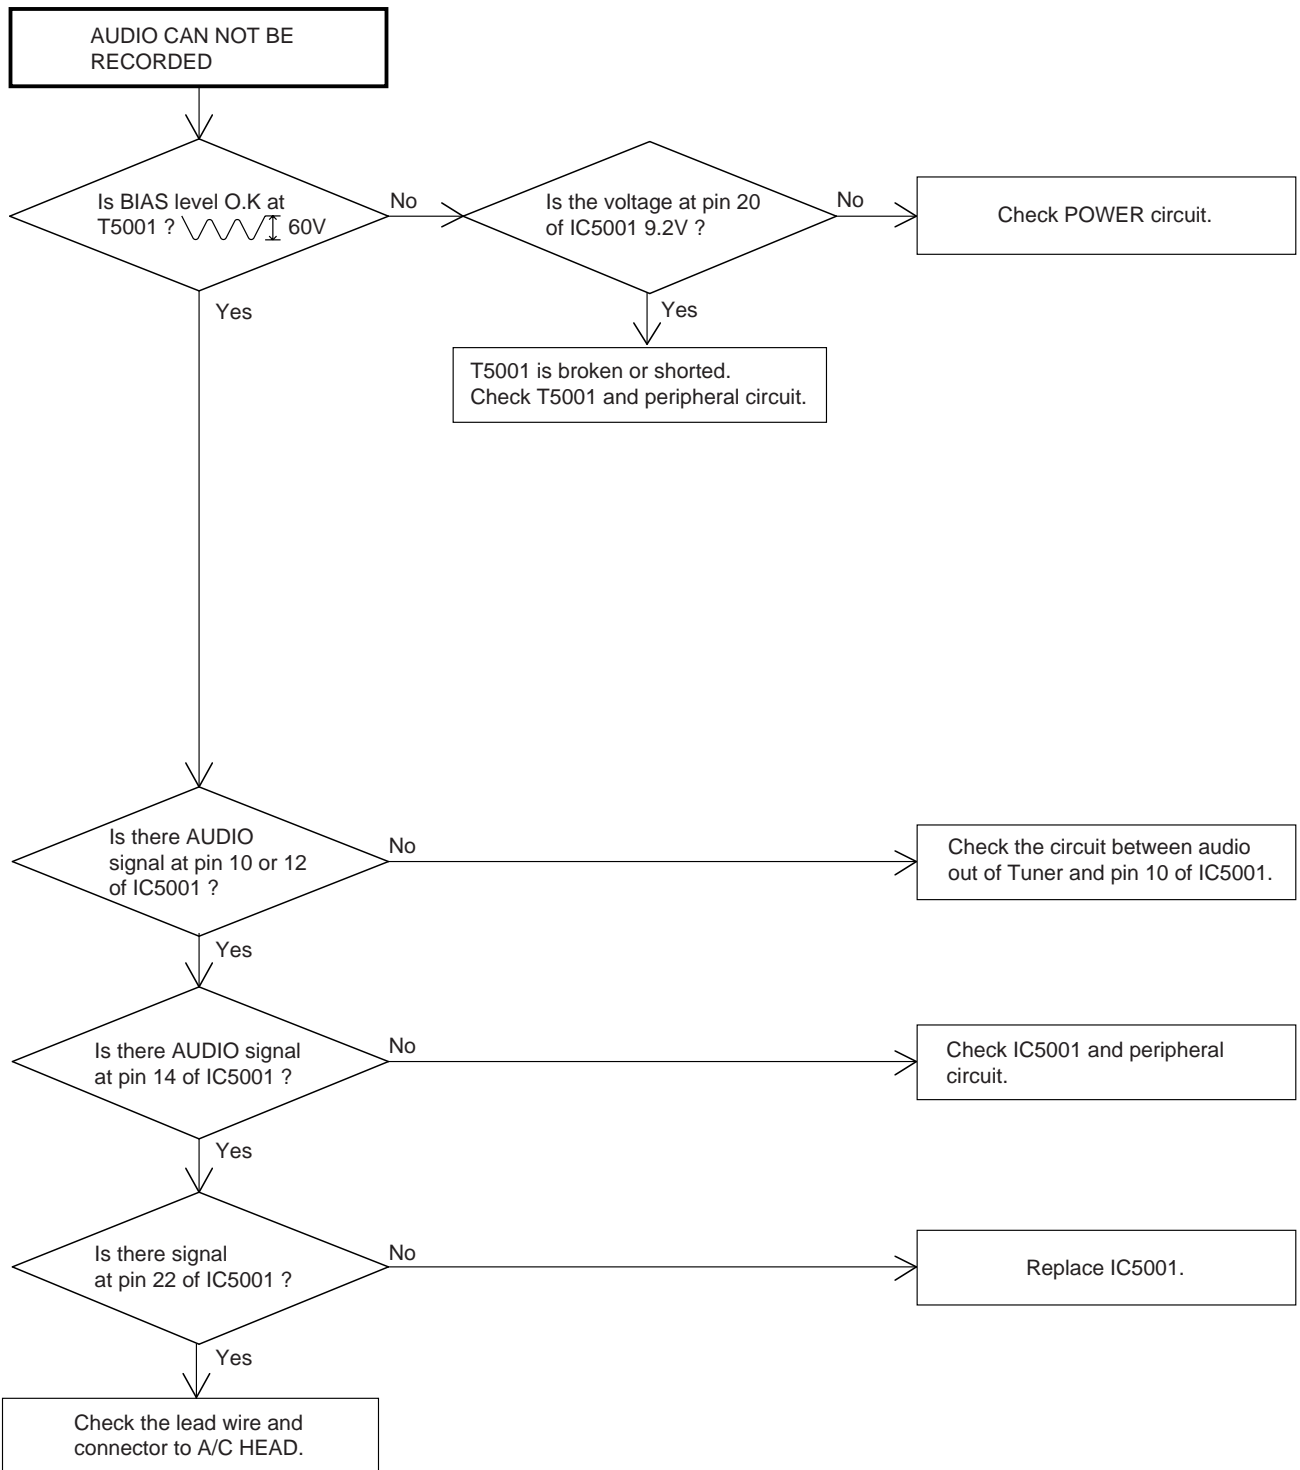 AUDIO CAN NOT BE
RECORDED
Is BIAS level O.K at
T5001 ? 60V
No
Is the voltage at pin 20
of IC5001 9.2V ?
No
Check POWER circuit.
Yes
Yes
T5001 is broken or shorted.
Check T5001 and peripheral circuit.
Is there AUDIO
signal at pin 10 or 12
of IC5001 ?
No
Check the circuit between audio
out of Tuner and pin 10 of IC5001.
Yes
Is there AUDIO signal
at pin 14 of IC5001 ?
No
Check IC5001 and peripheral
circuit.
Yes
Is there signal
at pin 22 of IC5001 ?
No
Replace IC5001.
Yes
Check the lead wire and
connector to A/C HEAD.